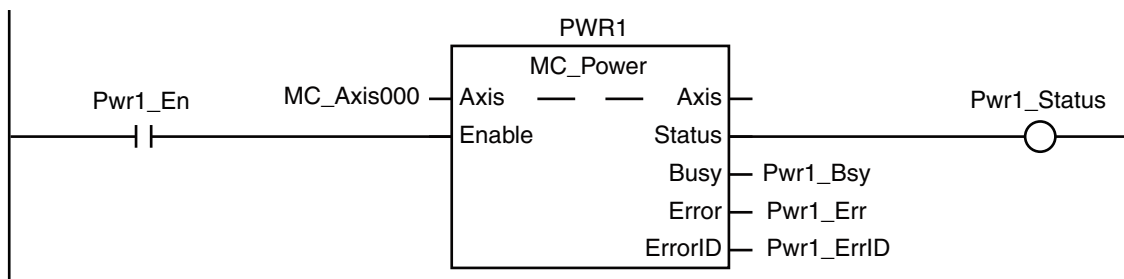 PWR1
MC_Power
Pwr1_En
MC_Axis000
Axis
Axis
Pwr1_Status
Enable
Status
Busy
Pwr1_Bsy
Error
Pwr1_Err
ErrorID
Pwr1_ErrID